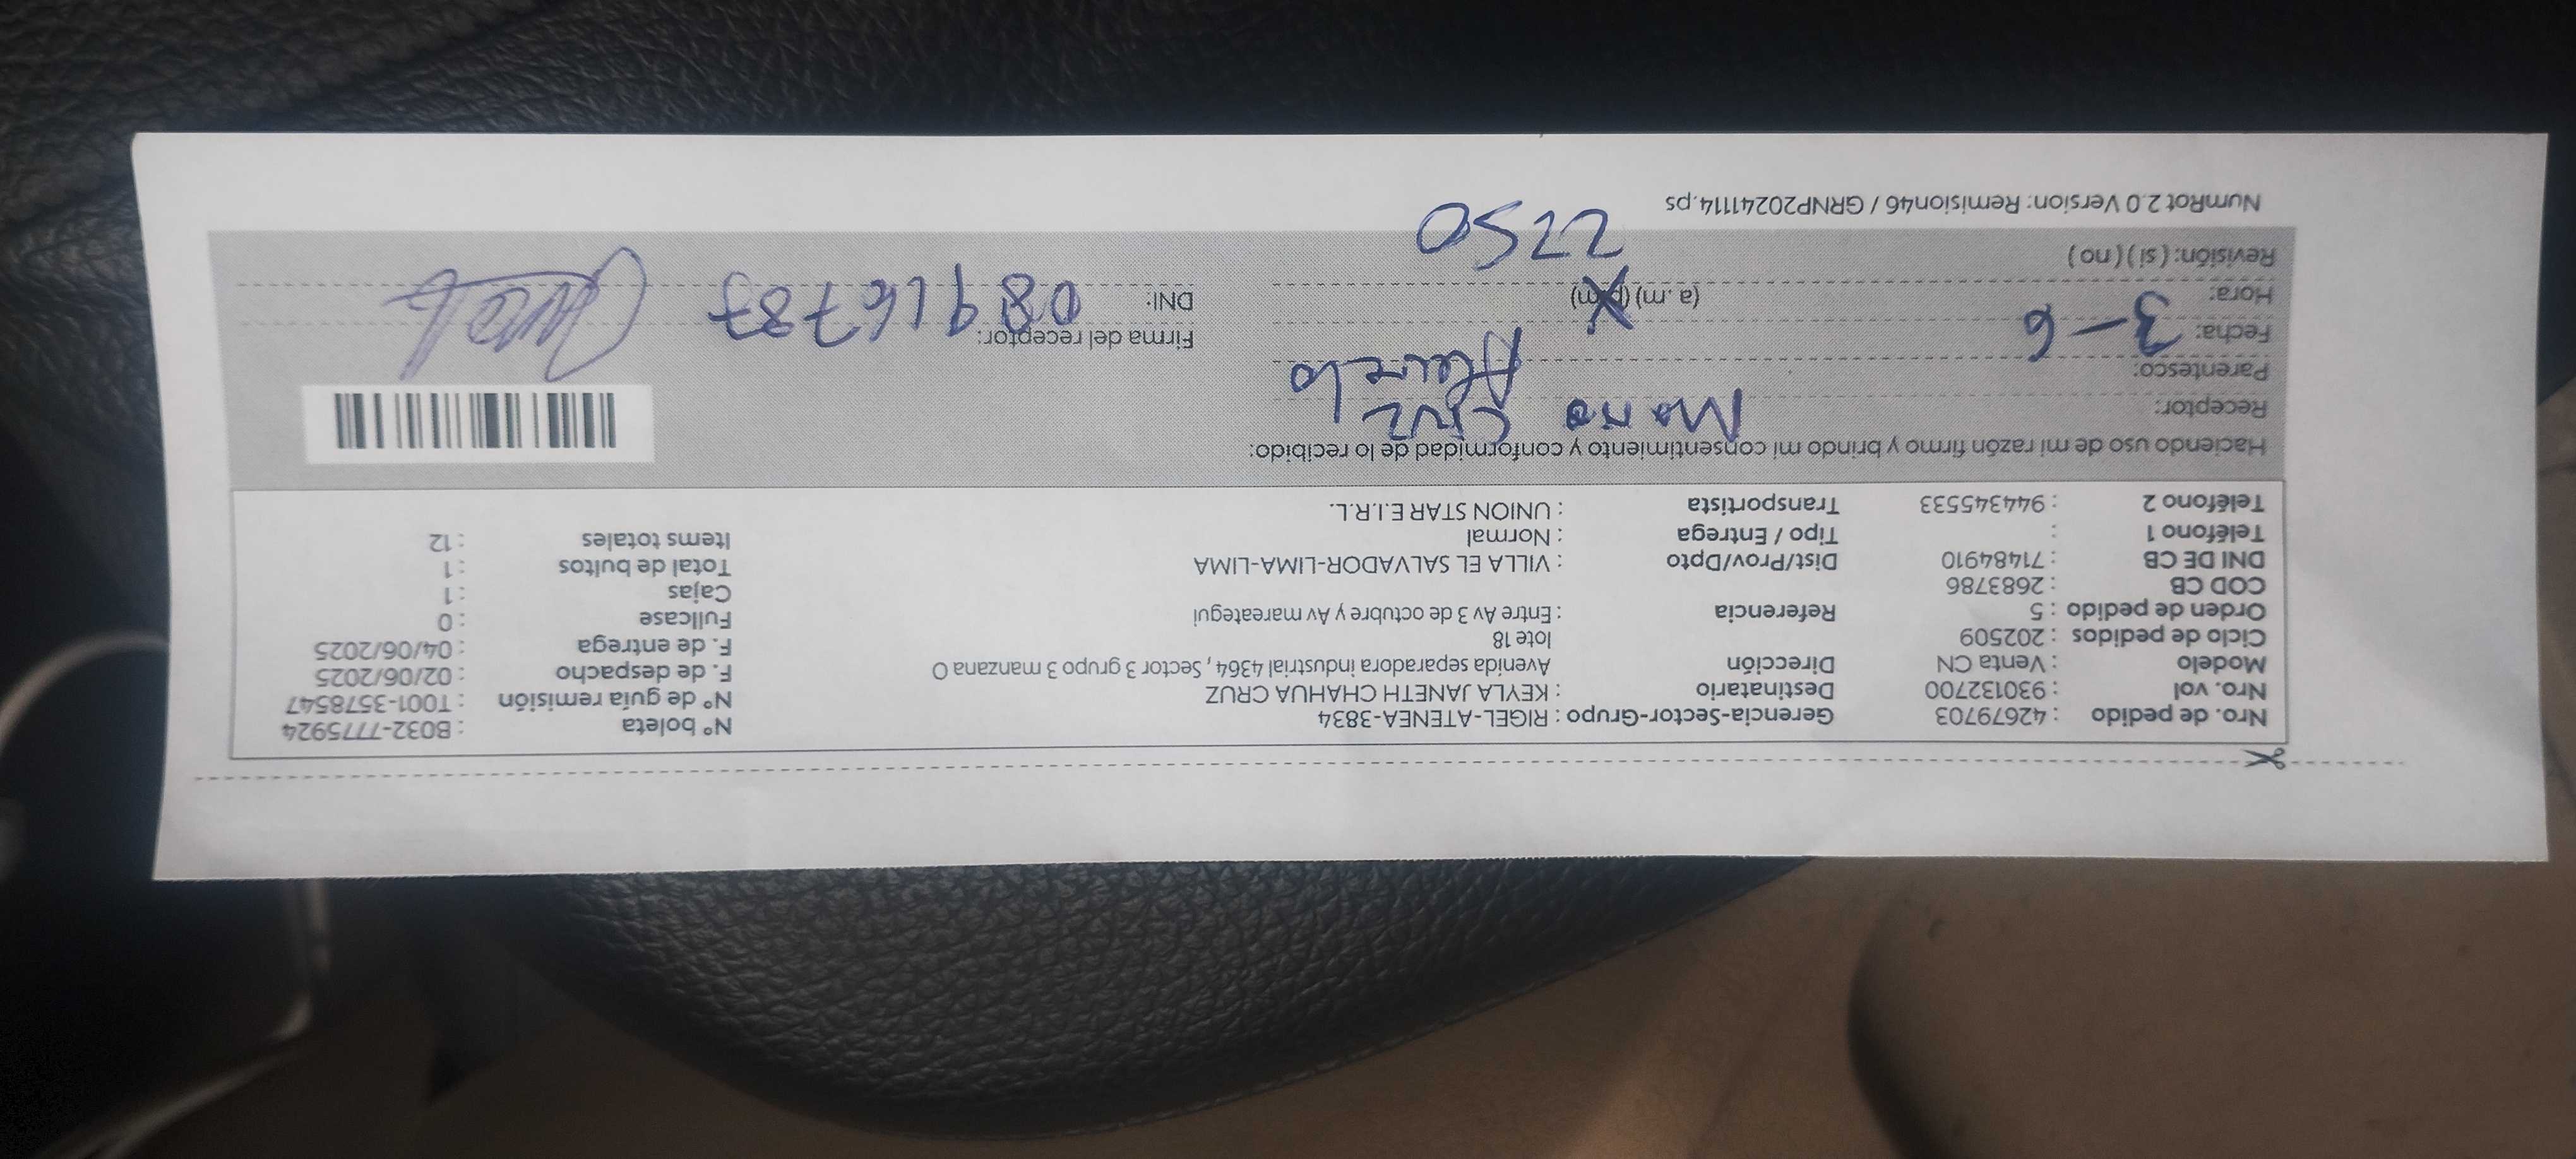 Nro. de pedido : 42679703 Gerencia-Sector-Grupo : RIGEL-ATENEA-3834 N° boleta : B032-7775924
Nro. vol : 930132700 Destinatario : KEYLA JANETH CHAHUA CRUZ N° de guía remisión : T001-3578547
Modelo : Venta CN Dirección Avenida separadora industrial 4364 , Sector 3 grupo 3 manzana O F. de despacho : 02/06/2025
Ciclo de pedidos : 202509 lote 18 F. de entrega : 04/06/2025
Orden de pedido : 5 Referencia : Entre Av 3 de octubre y Av mareategui Fullcase : 0
COD CB : 2683786 Cajas : 1
DNI DE CB : 71484910 Dist/Prov/Dpto : VILLA EL SALVADOR-LIMA-LIMA Total de bultos : 1
Teléfono 1 : Tipo / Entrega : Normal Items totales : 12
Teléfono 2 : 944345533 Transportista : UNION STAR E.I.R.L.
Haciendo uso de mi razón firmo y brindo mi consentimiento y conformidad de lo recibido:
Receptor: Mario Cruz
Parentesco: Abuelo
Fecha: 3-6 Firma del receptor:
Hora: (a.m) (p.m) DNI: 08916787
Revisión: ( si ) ( no ) 2250
NumRot 2.0 Version: Remision46 / GRNP20241114.ps